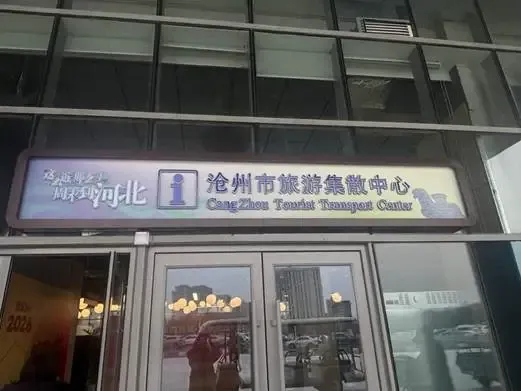 这么近那么美
周末到河北
i
沧州市旅游集散中心
CangZhou Tourist Transport Center
2026